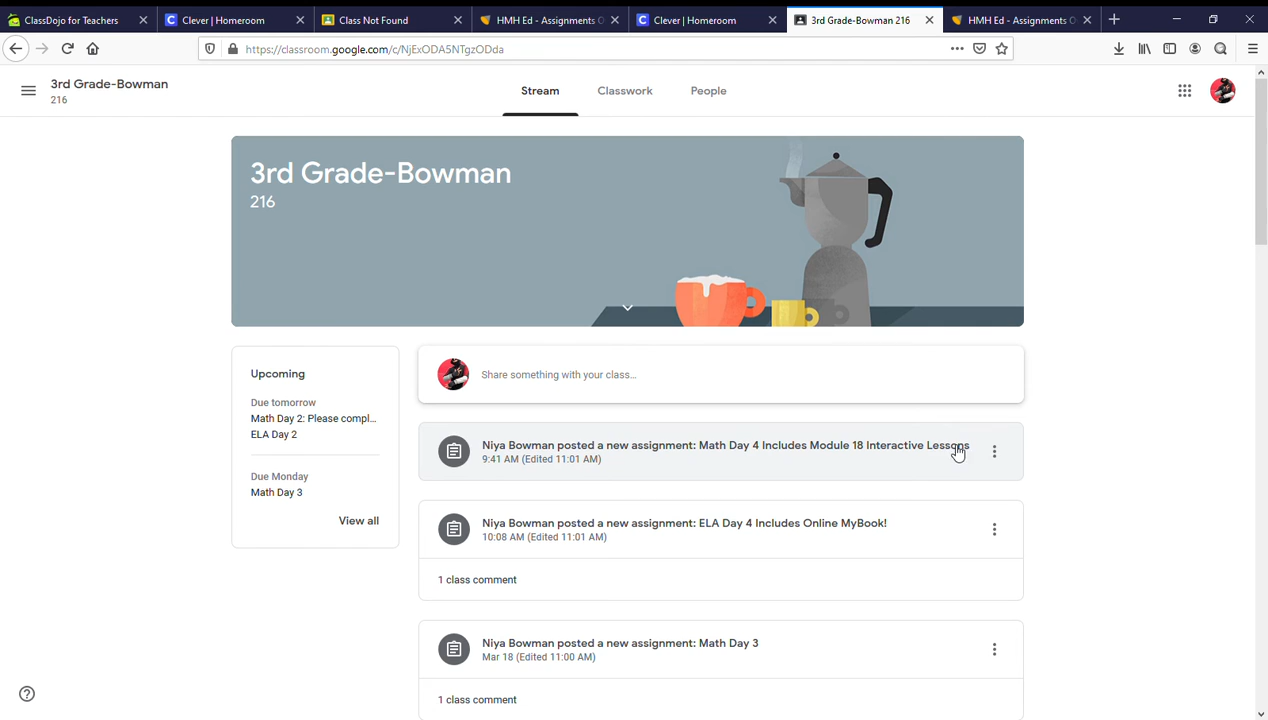 ClassDojo for Teachers
Clever | Homeroom
Class Not Found
HMH Ed - Assignments O
Clever | Homeroom
3rd Grade-Bowman 216
HMH Ed - Assignments O
https://classroom.google.com/c/NjExODA5NTgzODda
3rd Grade-Bowman
216
Stream
Classwork
People
3rd Grade-Bowman
216
Upcoming
Due tomorrow
Math Day 2: Please compl...
ELA Day 2
Due Monday
Math Day 3
View all
Share something with your class...
Niya Bowman posted a new assignment: Math Day 4 Includes Module 18 Interactive Lessons
9:41 AM (Edited 11:01 AM)
Niya Bowman posted a new assignment: ELA Day 4 Includes Online MyBook!
10:08 AM (Edited 11:01 AM)
1 class comment
Niya Bowman posted a new assignment: Math Day 3
Mar 18 (Edited 11:00 AM)
1 class comment